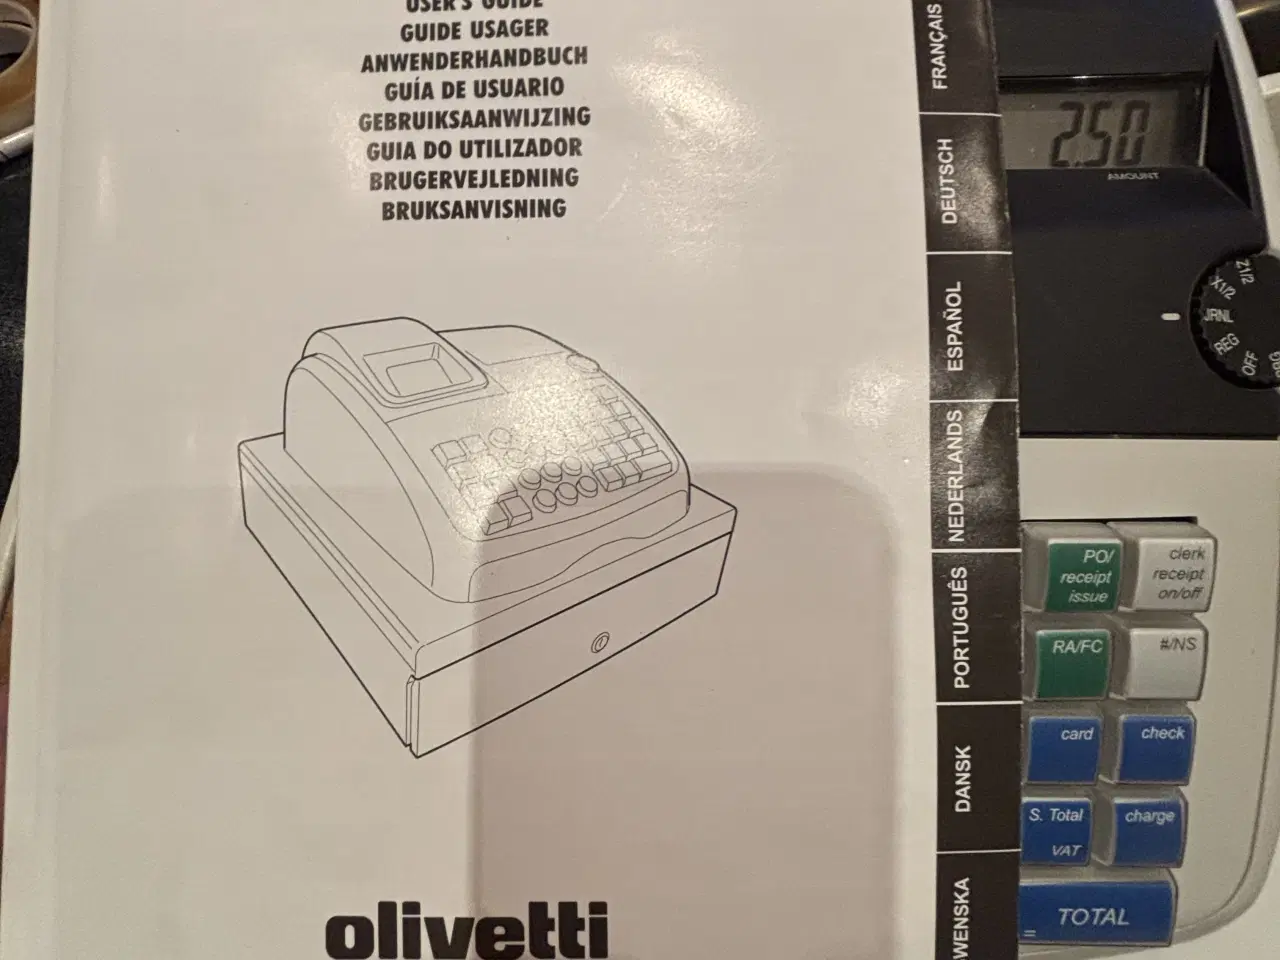 USER'S GUIDE
GUIDE USAGER
ANWENDERHANDBUCH
GUÍA DE USUARIO
GEBRUIKSAANWIJZING
GUIA DO UTILIZADOR
BRUGERVEJLEDNING
BRUKSANVISNING
olivetti
FRANÇAIS
DEUTSCH
ESPAÑOL
NEDERLANDS
PORTUGUÊS
DANSK
WENSKA
2.50
AMOUNT
Z1/2
X1/2
JRNL
REG
OFF
PO/
receipt
issue
clerk
receipt
on/off
RA/FC
#/NS
card
check
S. Total
VAT
charge
= TOTAL